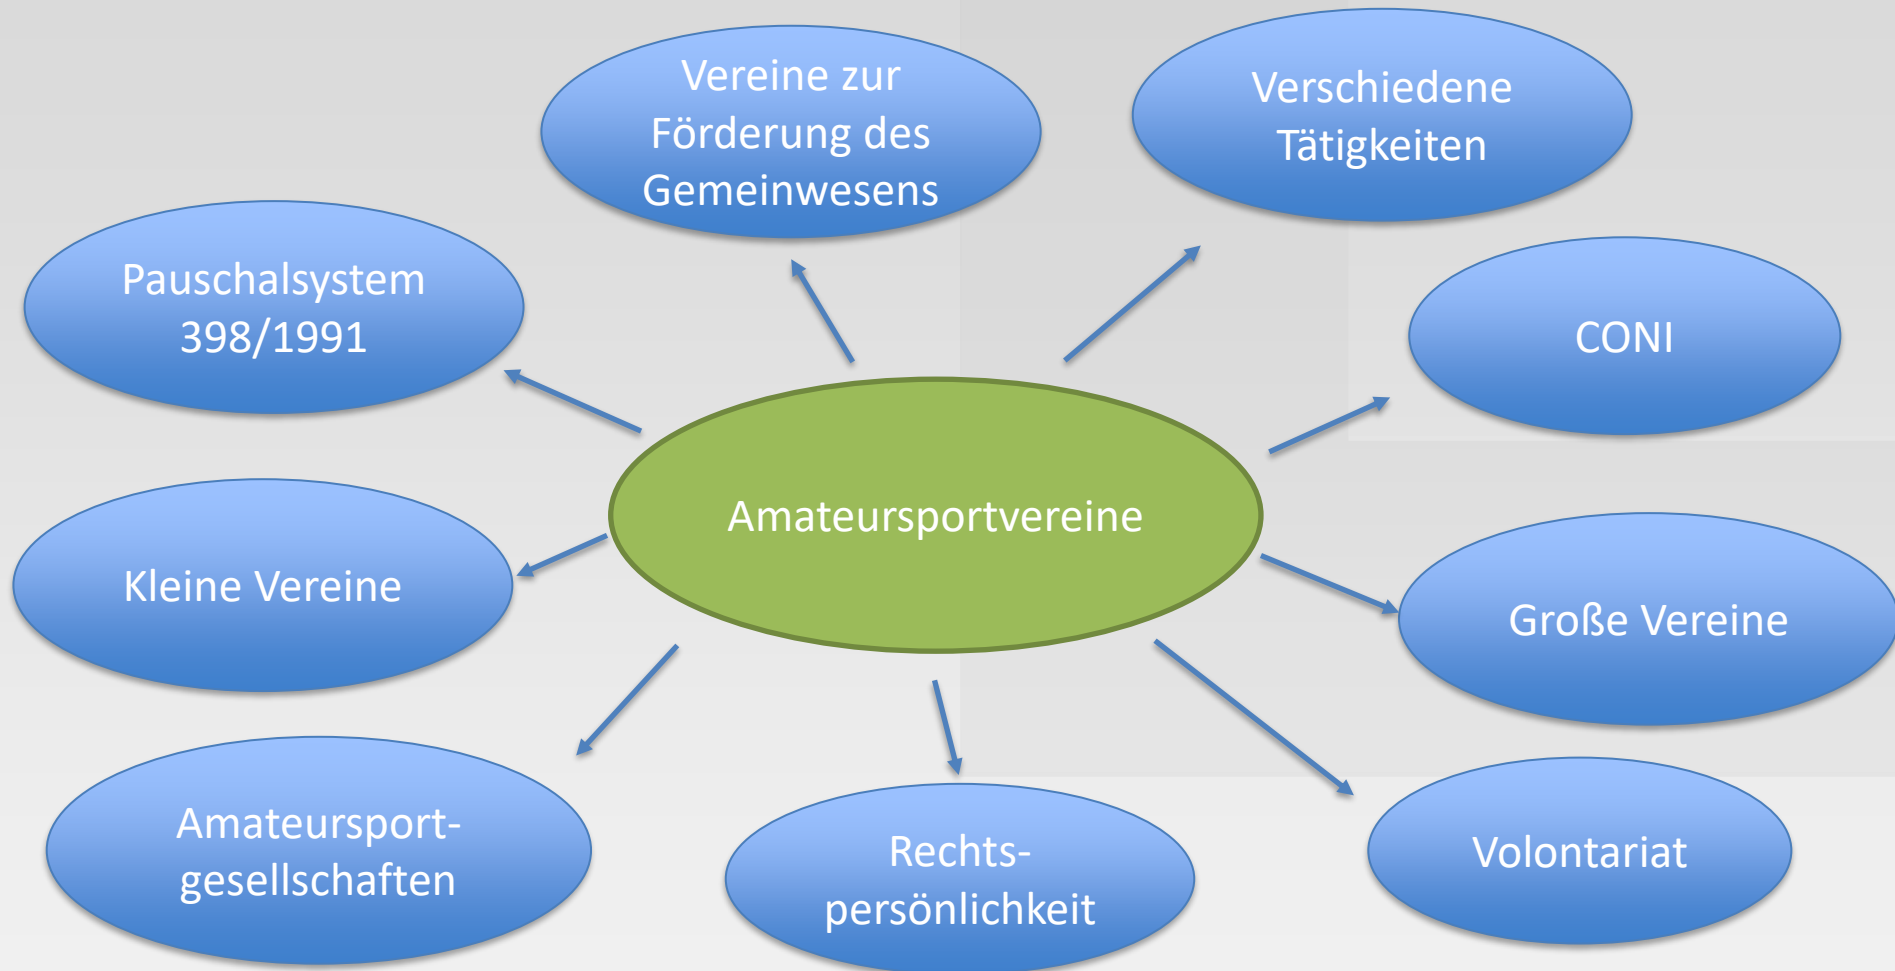 Vereine zur
Förderung des
Gemeinwesens
Verschiedene
Tätigkeiten
Pauschalsystem
398/1991
CONI
Amateursportvereine
Kleine Vereine
Große Vereine
Amateursport-
gesellschaften
Rechts-
persönlichkeit
Volontariat